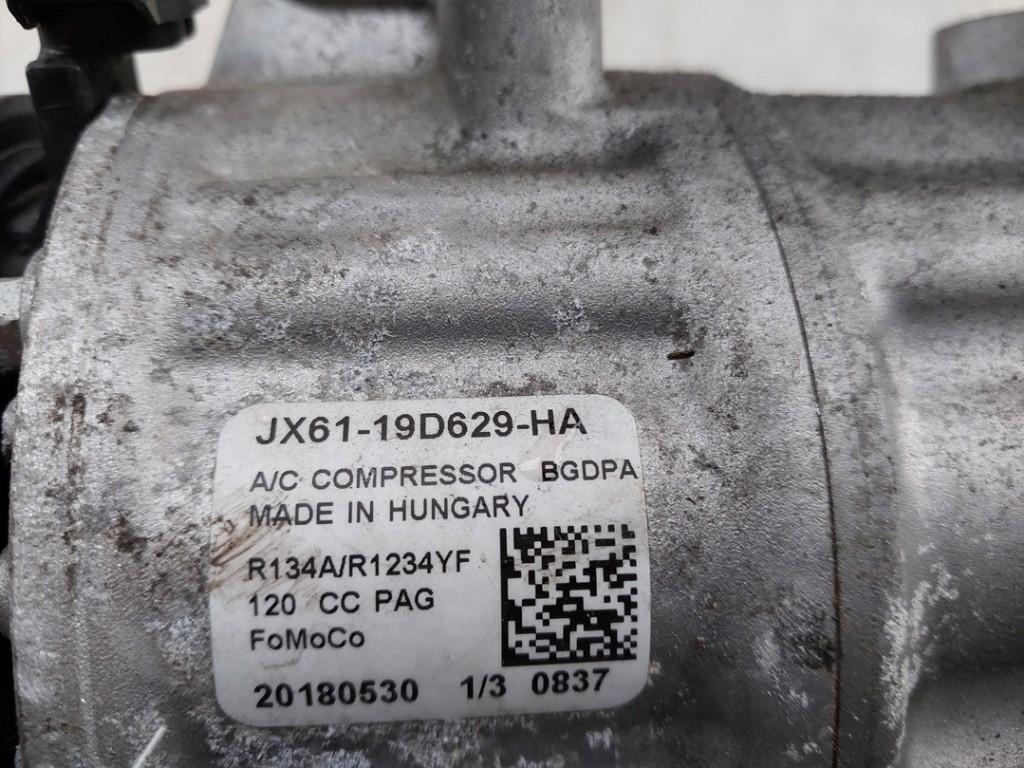 JX61-19D629-HA
A/C COMPRESSOR BGDPA
MADE IN HUNGARY
R134A/R1234YF
120 CC PAG
FoMoCo
20180530 1/3 0837